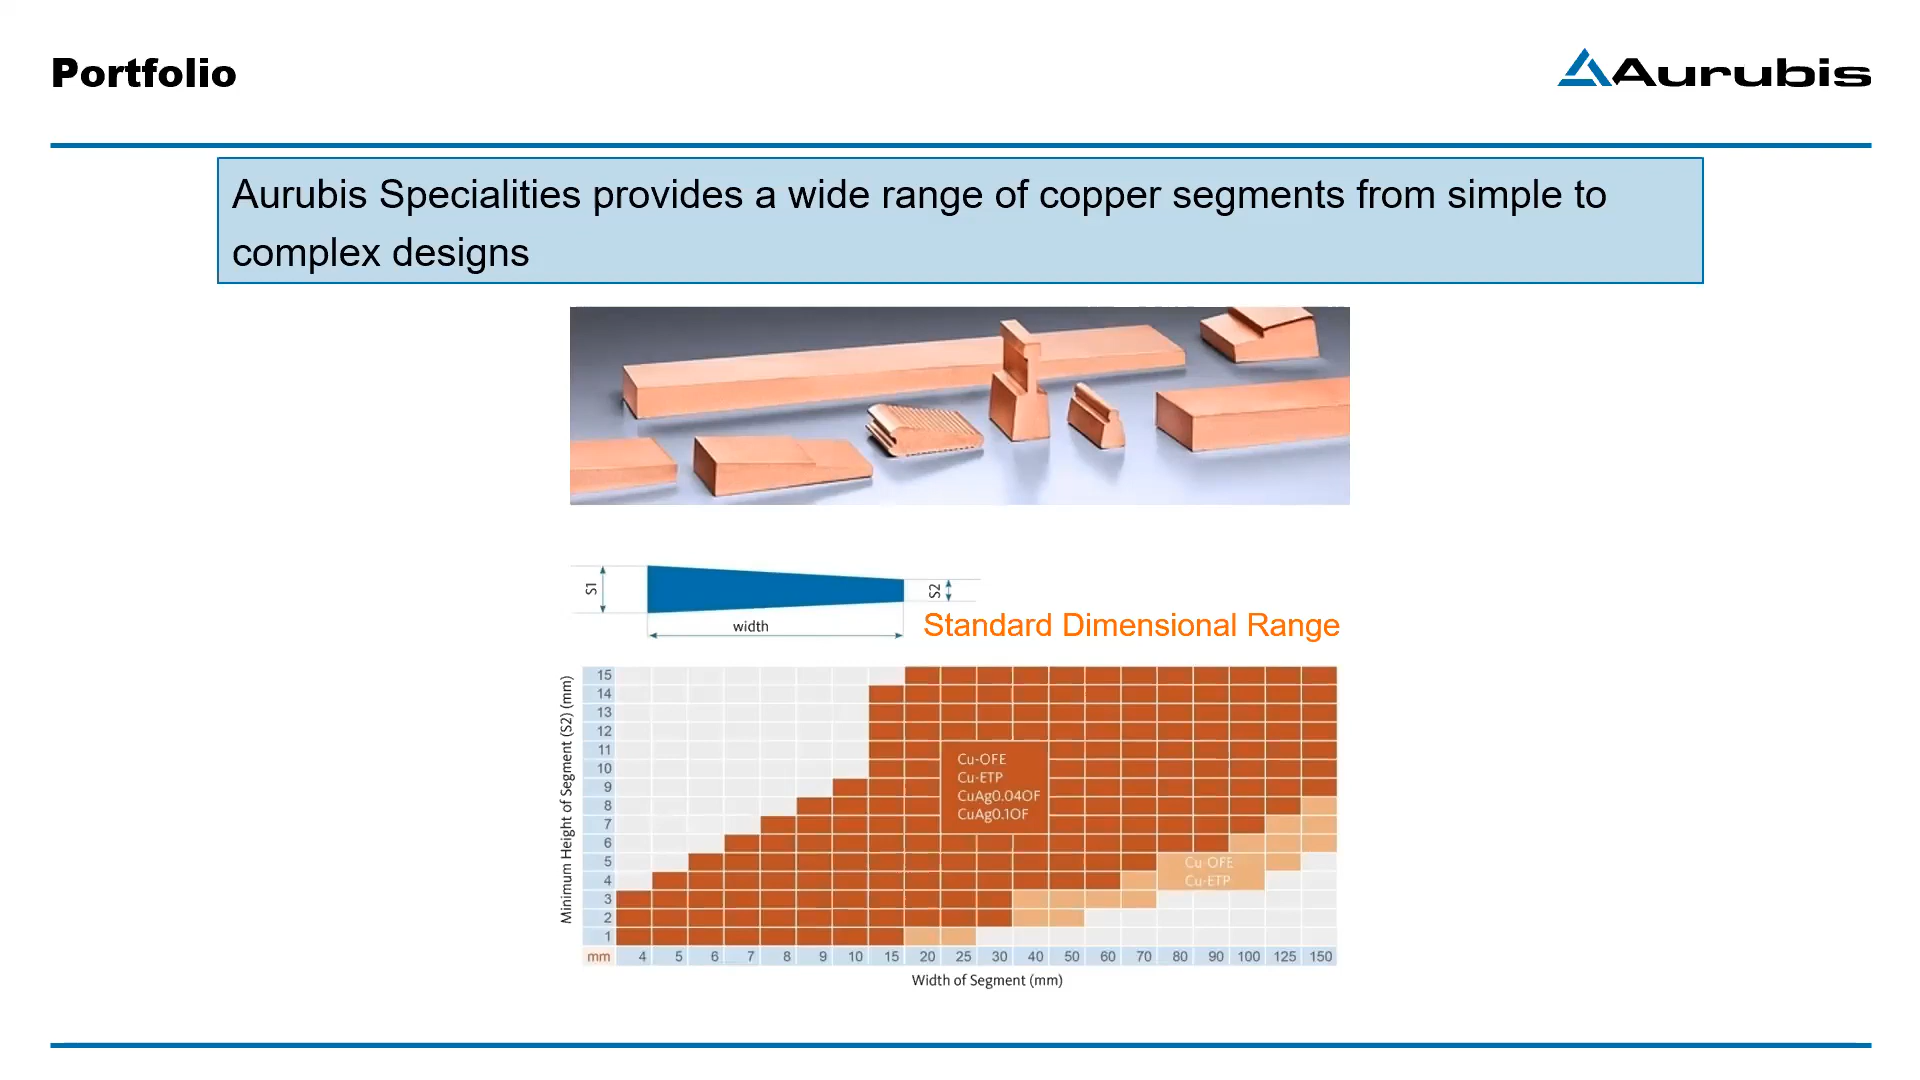 Portfolio
Aurubis
Aurubis Specialities provides a wide range of copper segments from simple to
complex designs
S1
S2
width
Standard Dimensional Range
Minimum Height of Segment (S2) (mm)
15
14
13
12
11
10
9
8
7
6
5
4
3
2
1
Cu-OFE
Cu-ETP
CuAg0.04OF
CuAg0.1OF
Cu-OFE
Cu-ETP
mm 4 5 6 7 8 9 10 15 20 25 30 40 50 60 70 80 90 100 125 150
Width of Segment (mm)